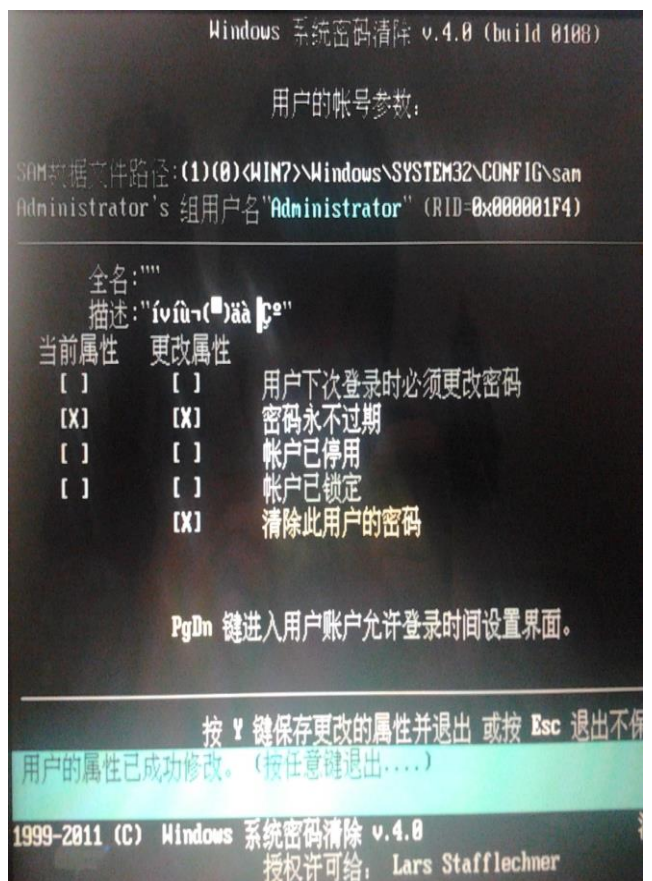 Windows 系统密码清除 v.4.0 (build 0108)
用户的帐号参数:
SAM数据文件路径:(1)(0)<WIN7>\Windows\SYSTEM32\CONFIG\sam
Administrator's 组用户名"Administrator" (RID=0x000001F4)
全名:""
描述:
当前属性 更改属性
[ ] [ ] 用户下次登录时必须更改密码
[X] [X] 密码永不过期
[ ] [ ] 帐户已停用
[ ] [ ] 帐户已锁定
[X] 清除此用户的密码
PgDn 键进入用户账户允许登录时间设置界面。
按 Y 键保存更改的属性并退出 或按 Esc 退出不保
用户的属性已成功修改。 (按任意键退出....)
1999-2011 (C) Windows 系统密码清除 v.4.0
授权许可给: Lars Stafflechner